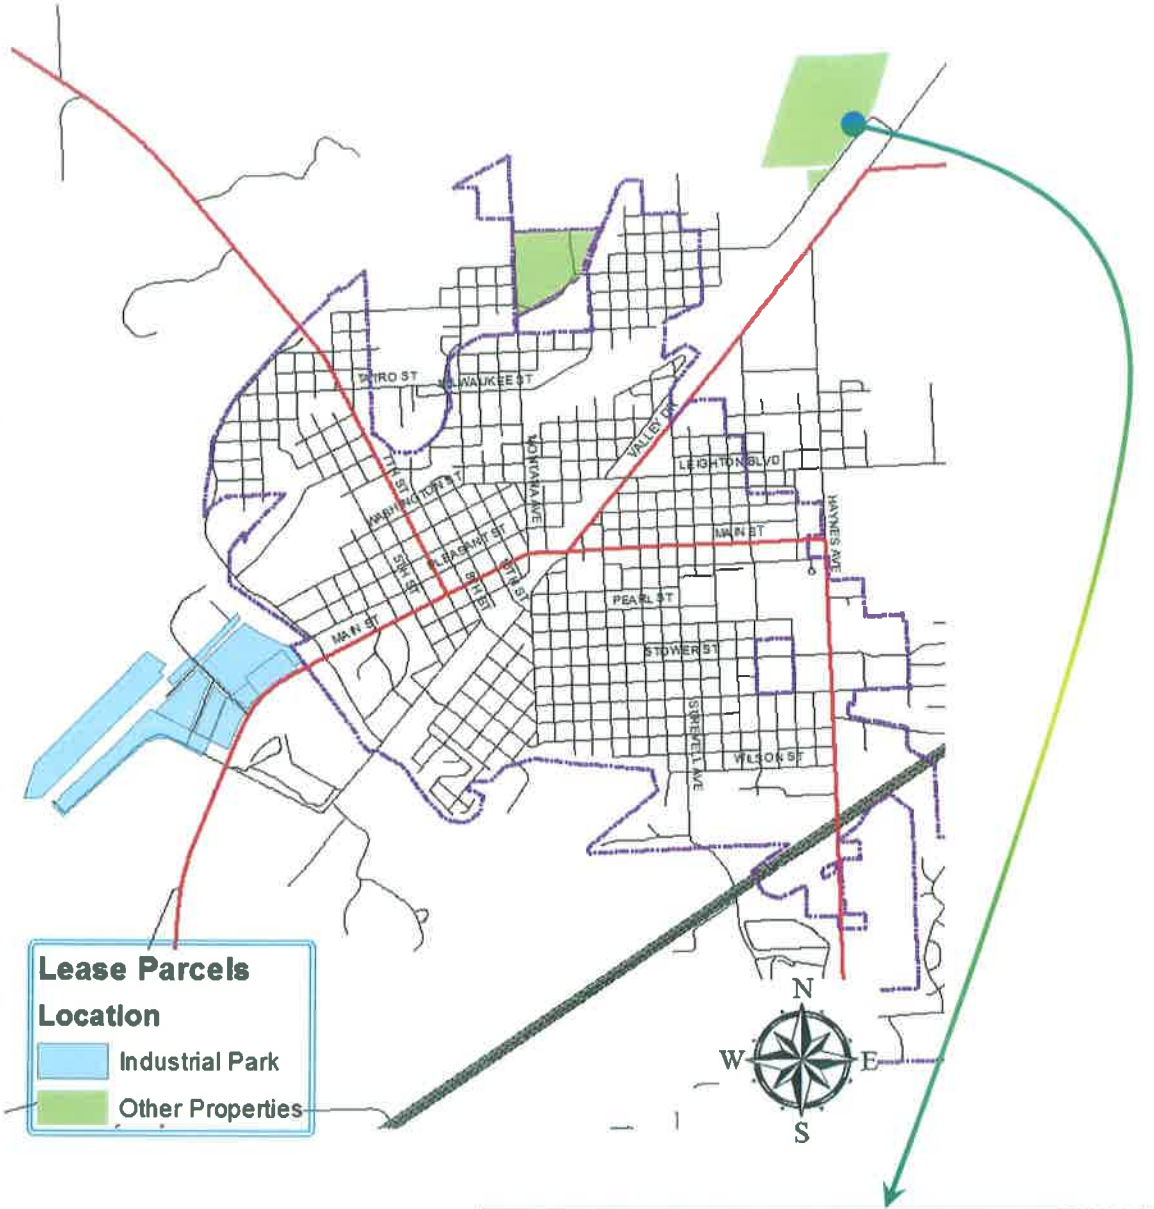 TATRO ST
MILWAUKEE ST
VALLEY DR
MONTANA AVE
LEIGHTON BLVD
7TH ST
WASHINGTON ST
HAYNES AVE
MAIN ST
PLEASANT ST
5TH ST
8TH ST
10TH ST
PEARL ST
MAIN ST
STOWER ST
STREVELL AVE
WILSON ST
Lease Parcels
Location
Industrial Park
Other Properties
N
W
E
S